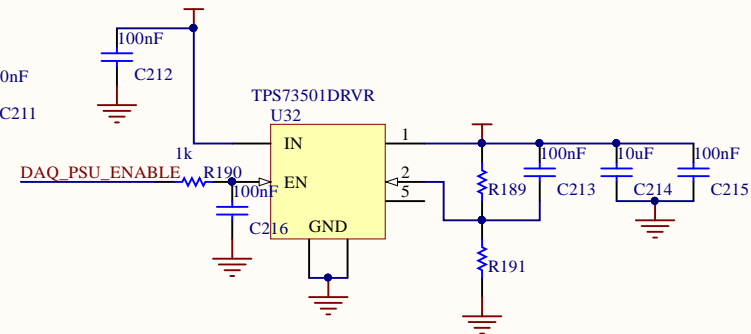 100nF
C212
0nF
C211
TPS73501DRVR
U32
1k
DAQ_PSU_ENABLE
R190
100nF
C216
IN
EN
GND
1
2
5
R189
100nF
C213
10uF
C214
100nF
C215
R191